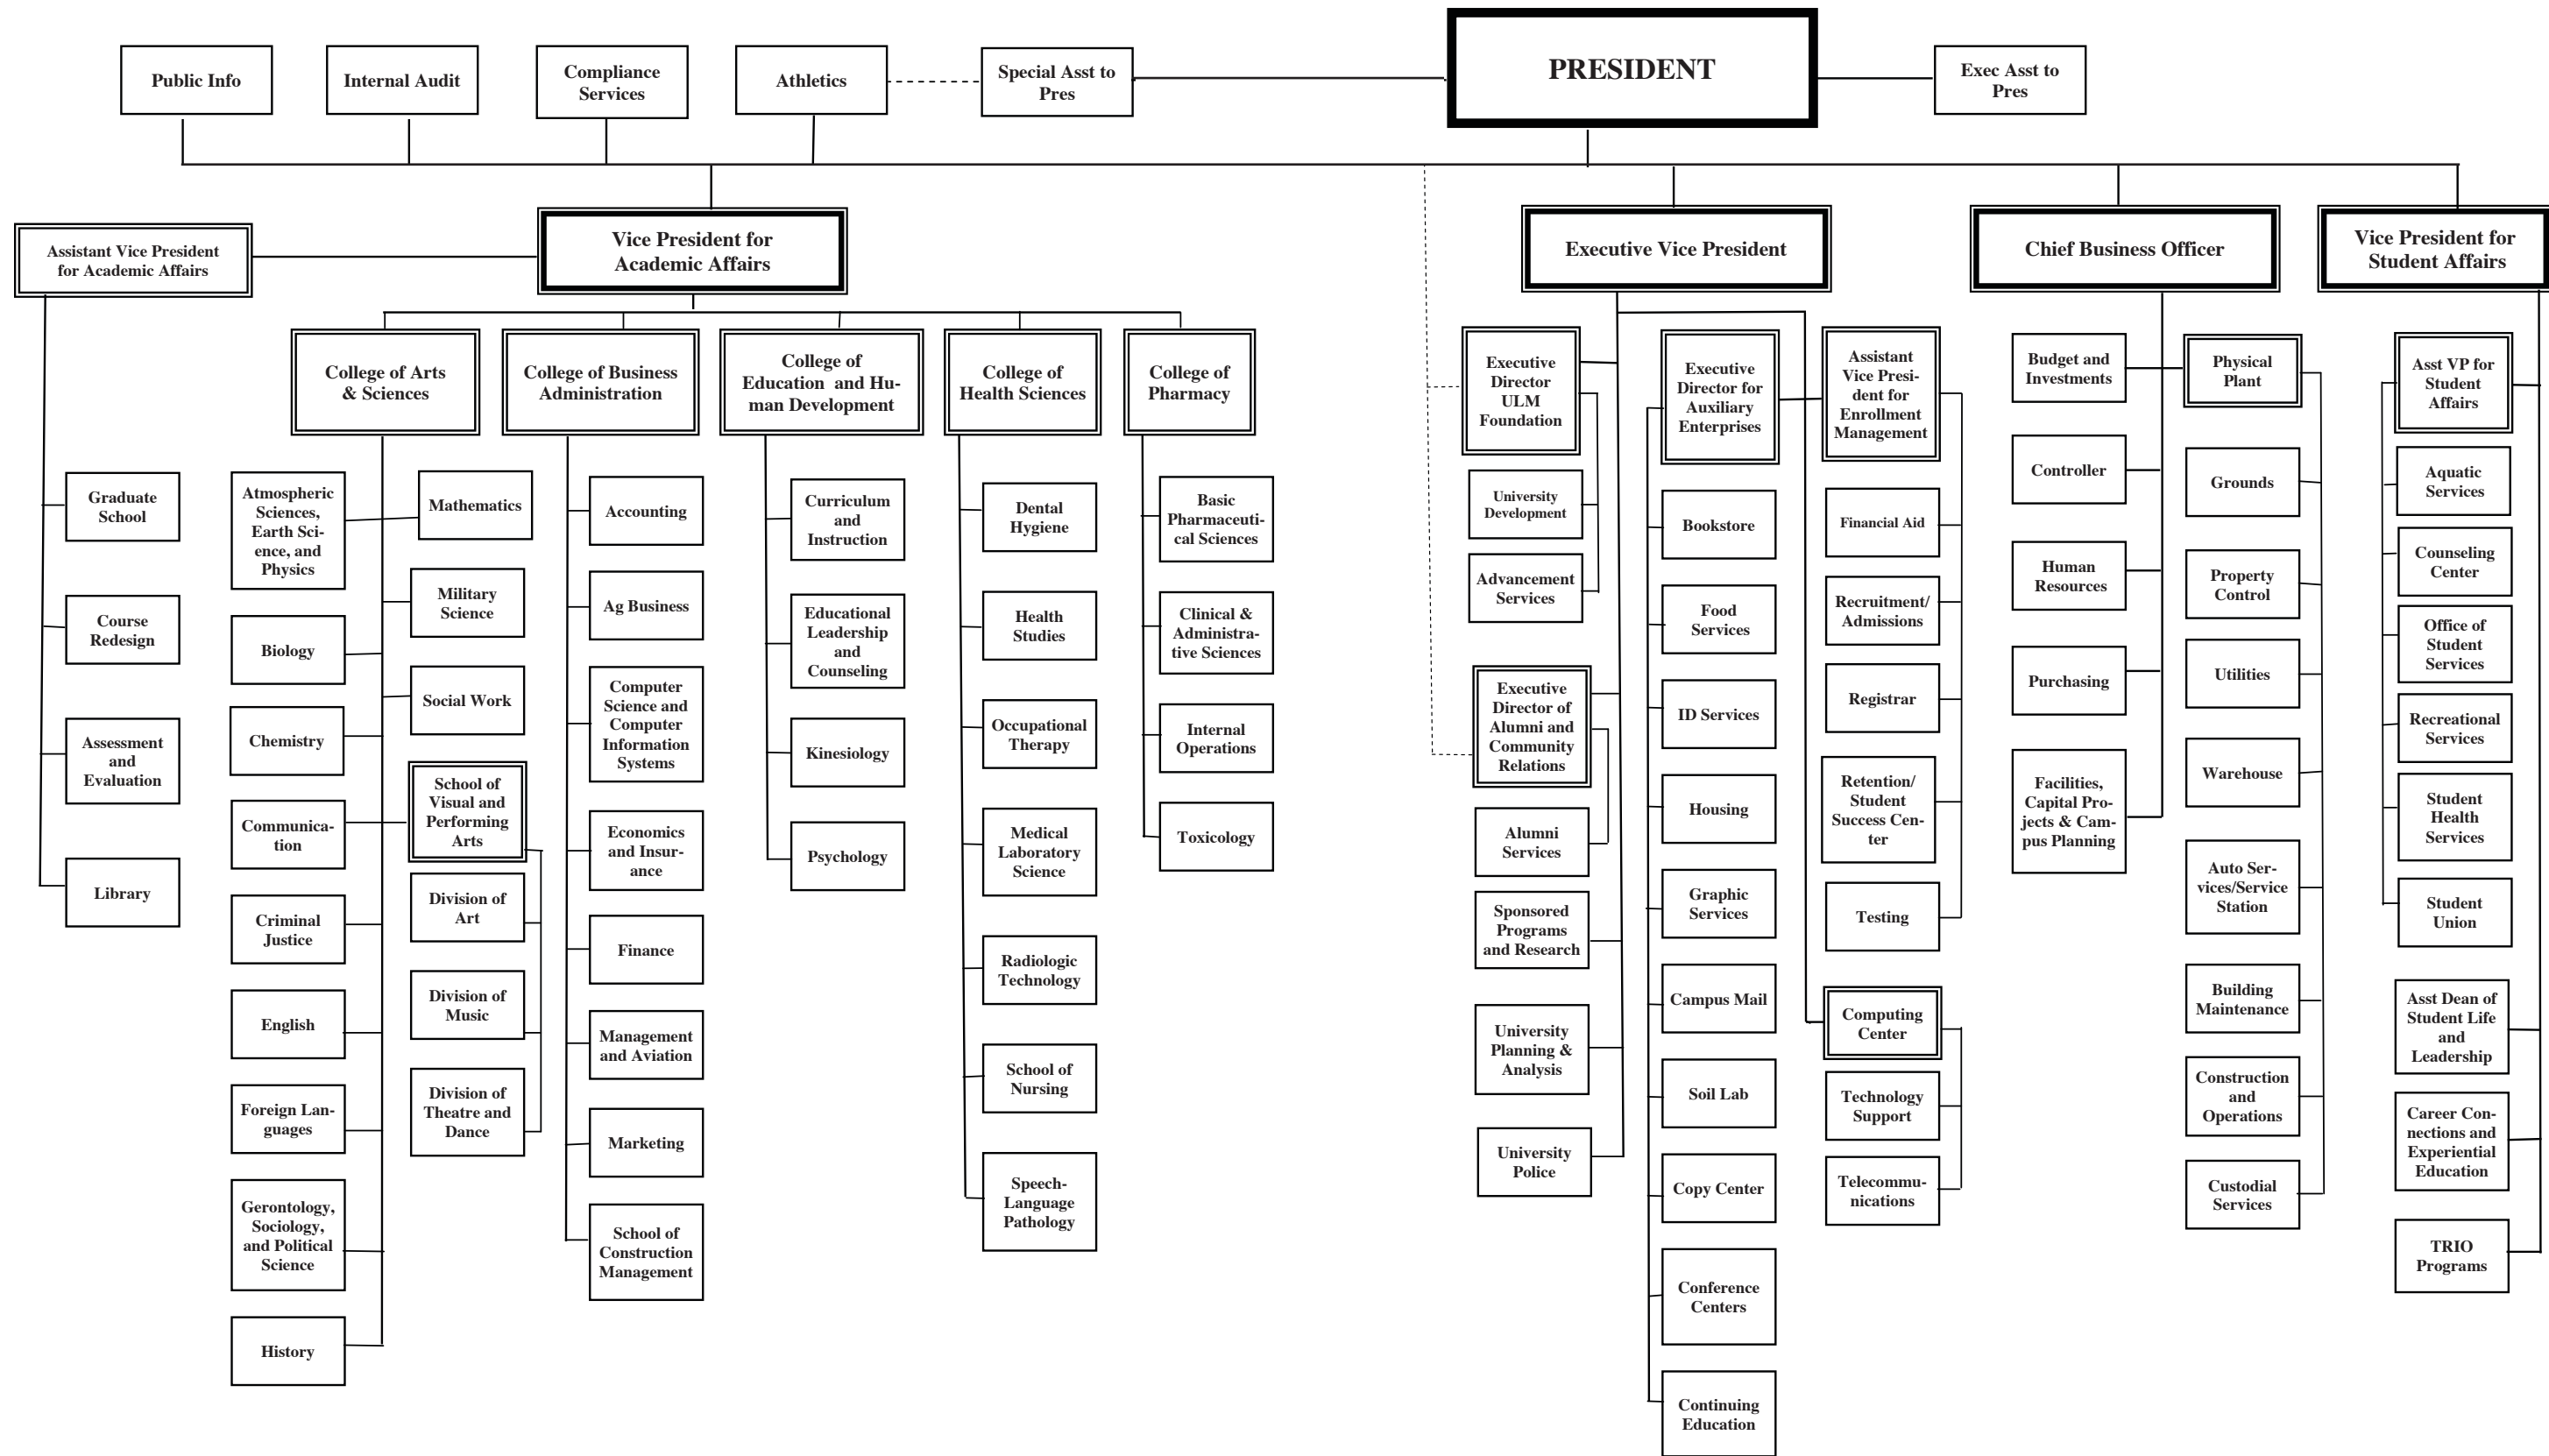 Public Info
Internal Audit
Compliance
Services
Athletics
Special Asst to
Pres
PRESIDENT
Exec Asst to
Pres
Assistant Vice President
for Academic Affairs
Vice President for
Academic Affairs
Executive Vice President
Chief Business Officer
Vice President for
Student Affairs
Graduate
School
Course
Redesign
Assessment
and
Evaluation
Library
College of Arts
& Sciences
Atmospheric
Sciences,
Earth Sci-
ence, and
Physics
Biology
Chemistry
Communica-
tion
Criminal
Justice
English
Foreign Lan-
guages
Gerontology,
Sociology,
and Political
Science
History
Mathematics
Military
Science
Social Work
School of
Visual and
Performing
Arts
Division of
Art
Division of
Music
Division of
Theatre and
Dance
College of Business
Administration
Accounting
Ag Business
Computer
Science and
Computer
Information
Systems
Economics
and Insur-
ance
Finance
Management
and Aviation
Marketing
School of
Construction
Management
College of
Education  and Hu-
man Development
Curriculum
and
Instruction
Educational
Leadership
and
Counseling
Kinesiology
Psychology
College of
Health Sciences
Dental
Hygiene
Health
Studies
Occupational
Therapy
Medical
Laboratory
Science
Radiologic
Technology
School of
Nursing
Speech-
Language
Pathology
College of
Pharmacy
Basic
Pharmaceuti-
cal Sciences
Clinical &
Administra-
tive Sciences
Internal
Operations
Toxicology
Executive
Director
ULM
Foundation
University
Development
Advancement
Services
Executive
Director of
Alumni and
Community
Relations
Alumni
Services
Sponsored
Programs
and Research
University
Planning &
Analysis
University
Police
Executive
Director for
Auxiliary
Enterprises
Bookstore
Food
Services
ID Services
Housing
Graphic
Services
Campus Mail
Soil Lab
Copy Center
Conference
Centers
Continuing
Education
Assistant
Vice Presi-
dent for
Enrollment
Management
Financial Aid
Recruitment/
Admissions
Registrar
Retention/
Student
Success Cen-
ter
Testing
Computing
Center
Technology
Support
Telecommu-
nications
Budget and
Investments
Controller
Human
Resources
Purchasing
Facilities,
Capital Pro-
jects & Cam-
pus Planning
Physical
Plant
Grounds
Property
Control
Utilities
Warehouse
Auto Ser-
vices/Service
Station
Building
Maintenance
Construction
and
Operations
Custodial
Services
Asst VP for
Student
Affairs
Aquatic
Services
Counseling
Center
Office of
Student
Services
Recreational
Services
Student
Health
Services
Student
Union
Asst Dean of
Student Life
and
Leadership
Career Con-
nections and
Experiential
Education
TRIO
Programs